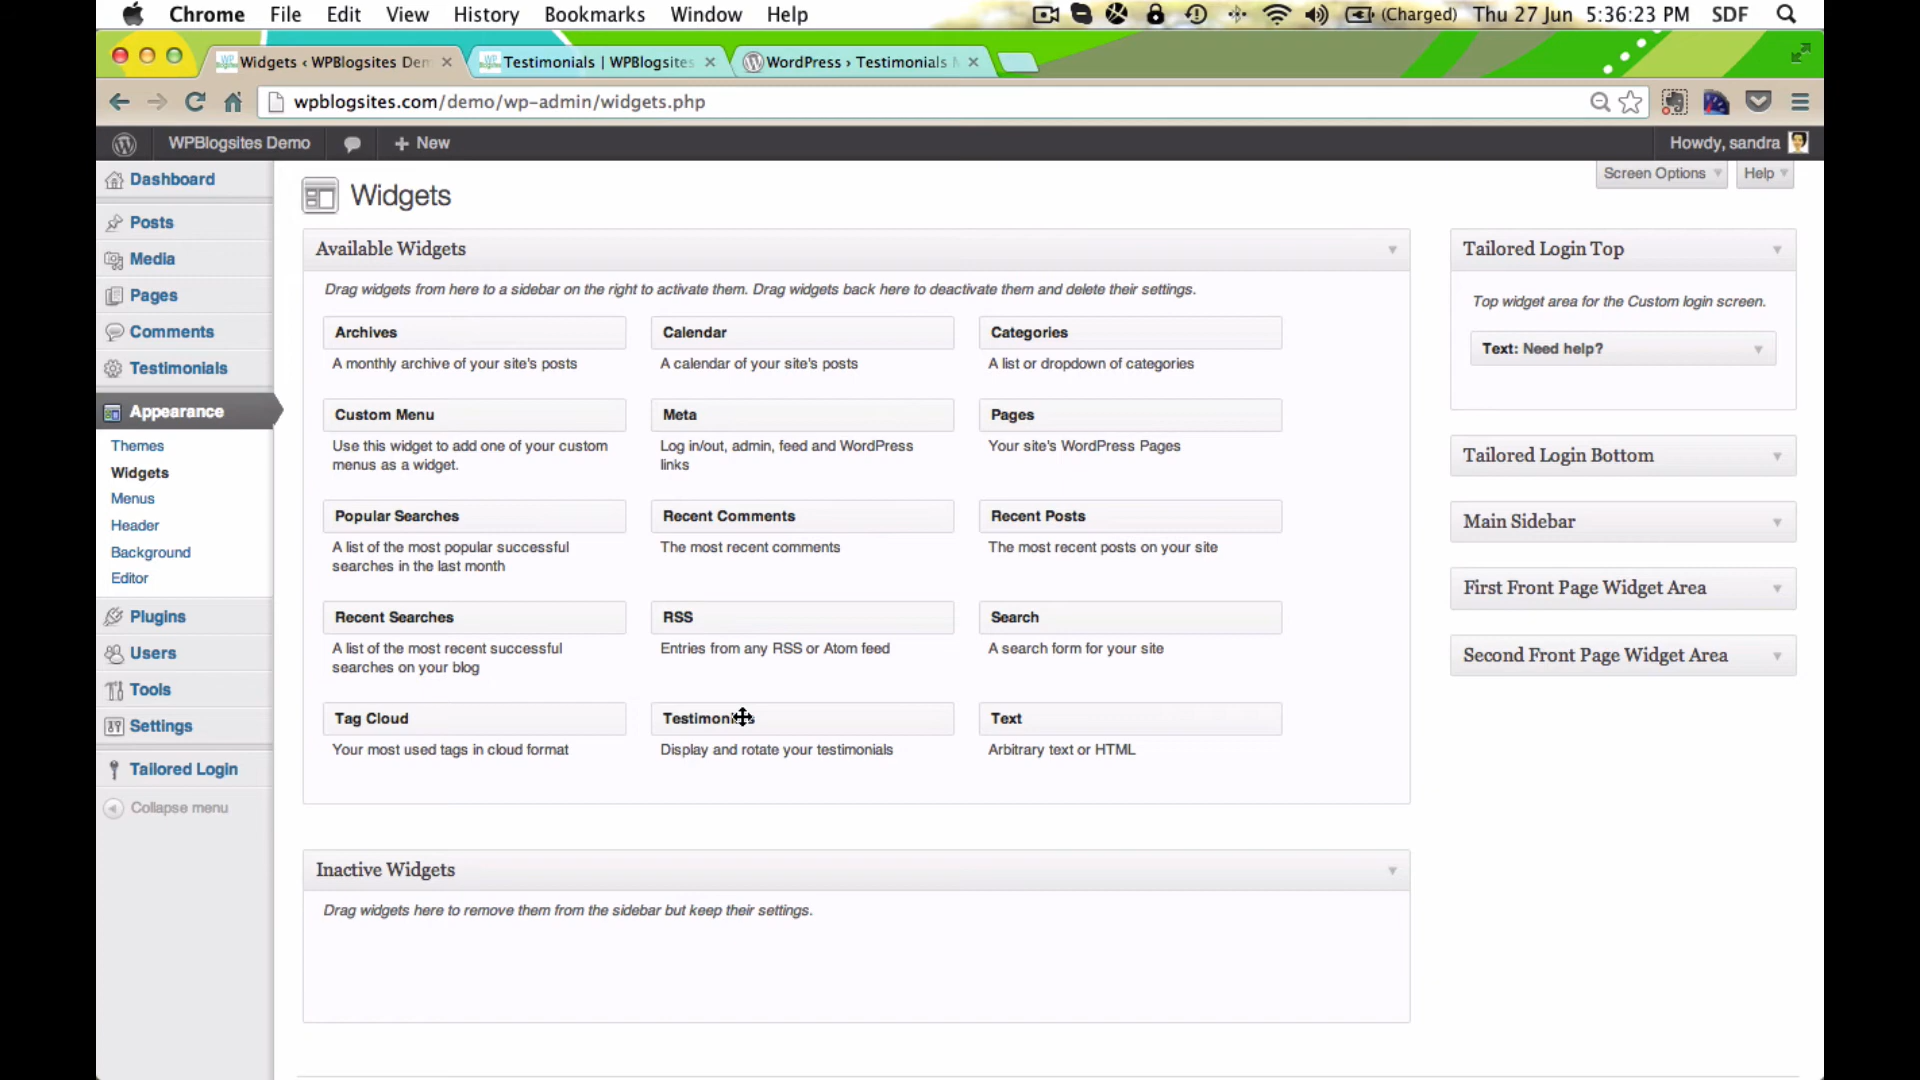 Chrome File Edit View History Bookmarks Window Help (Charged) Thu 27 Jun 5:36:23 PM SDF
Widgets ‹ WPBlogsites Dem Testimonials | WPBlogsites WordPress › Testimonials
wpblogsites.com/demo/wp-admin/widgets.php
WPBlogsites Demo + New Howdy, sandra
Screen Options Help
Dashboard
Posts
Media
Pages
Comments
Testimonials
Appearance
Themes
Widgets
Menus
Header
Background
Editor
Plugins
Users
Tools
Settings
Tailored Login
Collapse menu
Widgets
Available Widgets
Drag widgets from here to a sidebar on the right to activate them. Drag widgets back here to deactivate them and delete their settings.
Archives Calendar Categories
A monthly archive of your site's posts A calendar of your site's posts A list or dropdown of categories
Custom Menu Meta Pages
Use this widget to add one of your custom Log in/out, admin, feed and WordPress Your site's WordPress Pages
menus as a widget. links
Popular Searches Recent Comments Recent Posts
A list of the most popular successful The most recent comments The most recent posts on your site
searches in the last month
Recent Searches RSS Search
A list of the most recent successful Entries from any RSS or Atom feed A search form for your site
searches on your blog
Tag Cloud Testimonials Text
Your most used tags in cloud format Display and rotate your testimonials Arbitrary text or HTML
Inactive Widgets
Drag widgets here to remove them from the sidebar but keep their settings.
Tailored Login Top
Top widget area for the Custom login screen.
Text: Need help?
Tailored Login Bottom
Main Sidebar
First Front Page Widget Area
Second Front Page Widget Area